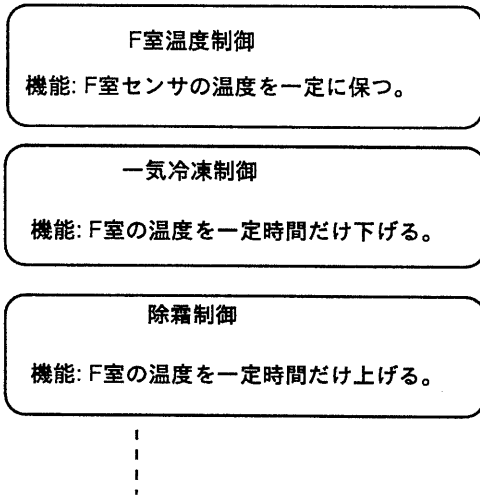 F室温度制御
機能: F室センサの温度を一定に保つ。
一気冷凍制御
機能: F室の温度を一定時間だけ下げる。
除霜制御
機能: F室の温度を一定時間だけ上げる。